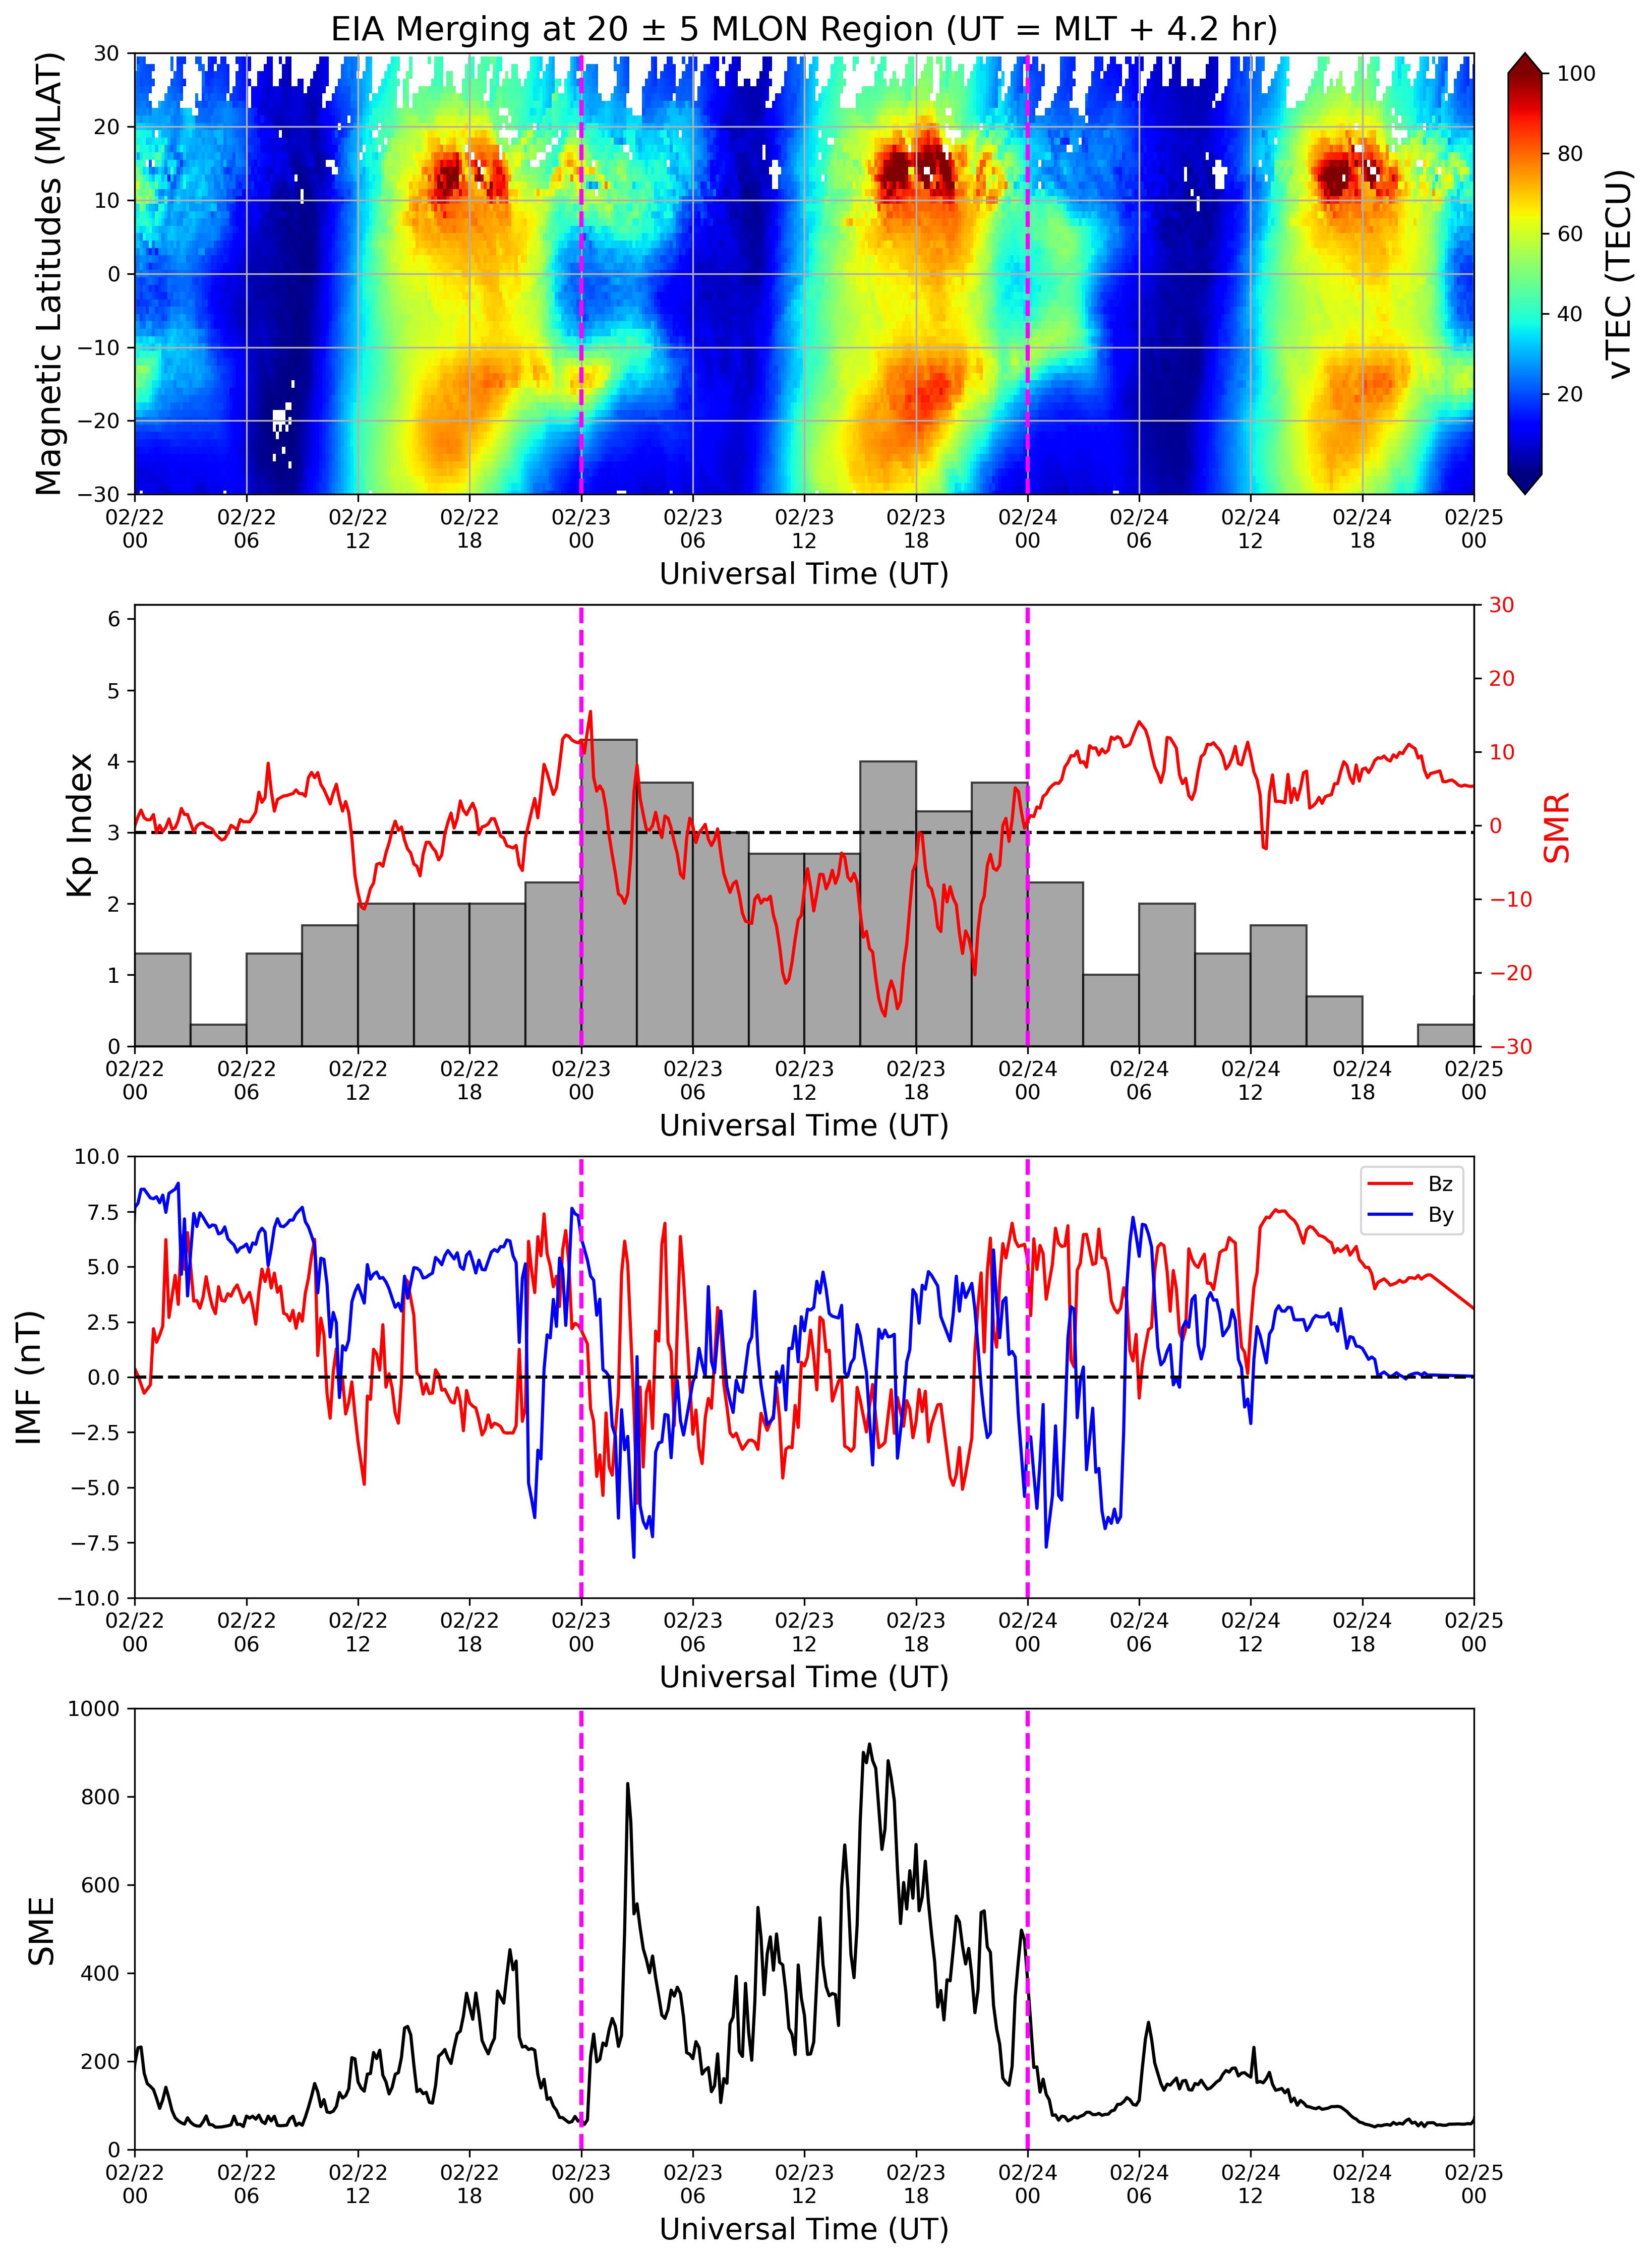 EIA Merging at 20 ± 5 MLON Region (UT = MLT + 4.2 hr)
Magnetic Latitudes (MLAT)
30
20
10
0
−10
−20
−30
02/22 02/22 02/22 02/22 02/23 02/23 02/23 02/23 02/24 02/24 02/24 02/24 02/25
00 06 12 18 00 06 12 18 00 06 12 18 00
Universal Time (UT)
100
80
60
40
20
vTEC (TECU)
Kp Index
6
5
4
3
2
1
0
30
20
10
0
−10
−20
−30
SMR
02/22 02/22 02/22 02/22 02/23 02/23 02/23 02/23 02/24 02/24 02/24 02/24 02/25
00 06 12 18 00 06 12 18 00 06 12 18 00
Universal Time (UT)
IMF (nT)
10.0
7.5
5.0
2.5
0.0
−2.5
−5.0
−7.5
−10.0
Bz
By
02/22 02/22 02/22 02/22 02/23 02/23 02/23 02/23 02/24 02/24 02/24 02/24 02/25
00 06 12 18 00 06 12 18 00 06 12 18 00
Universal Time (UT)
SME
1000
800
600
400
200
0
02/22 02/22 02/22 02/22 02/23 02/23 02/23 02/23 02/24 02/24 02/24 02/24 02/25
00 06 12 18 00 06 12 18 00 06 12 18 00
Universal Time (UT)